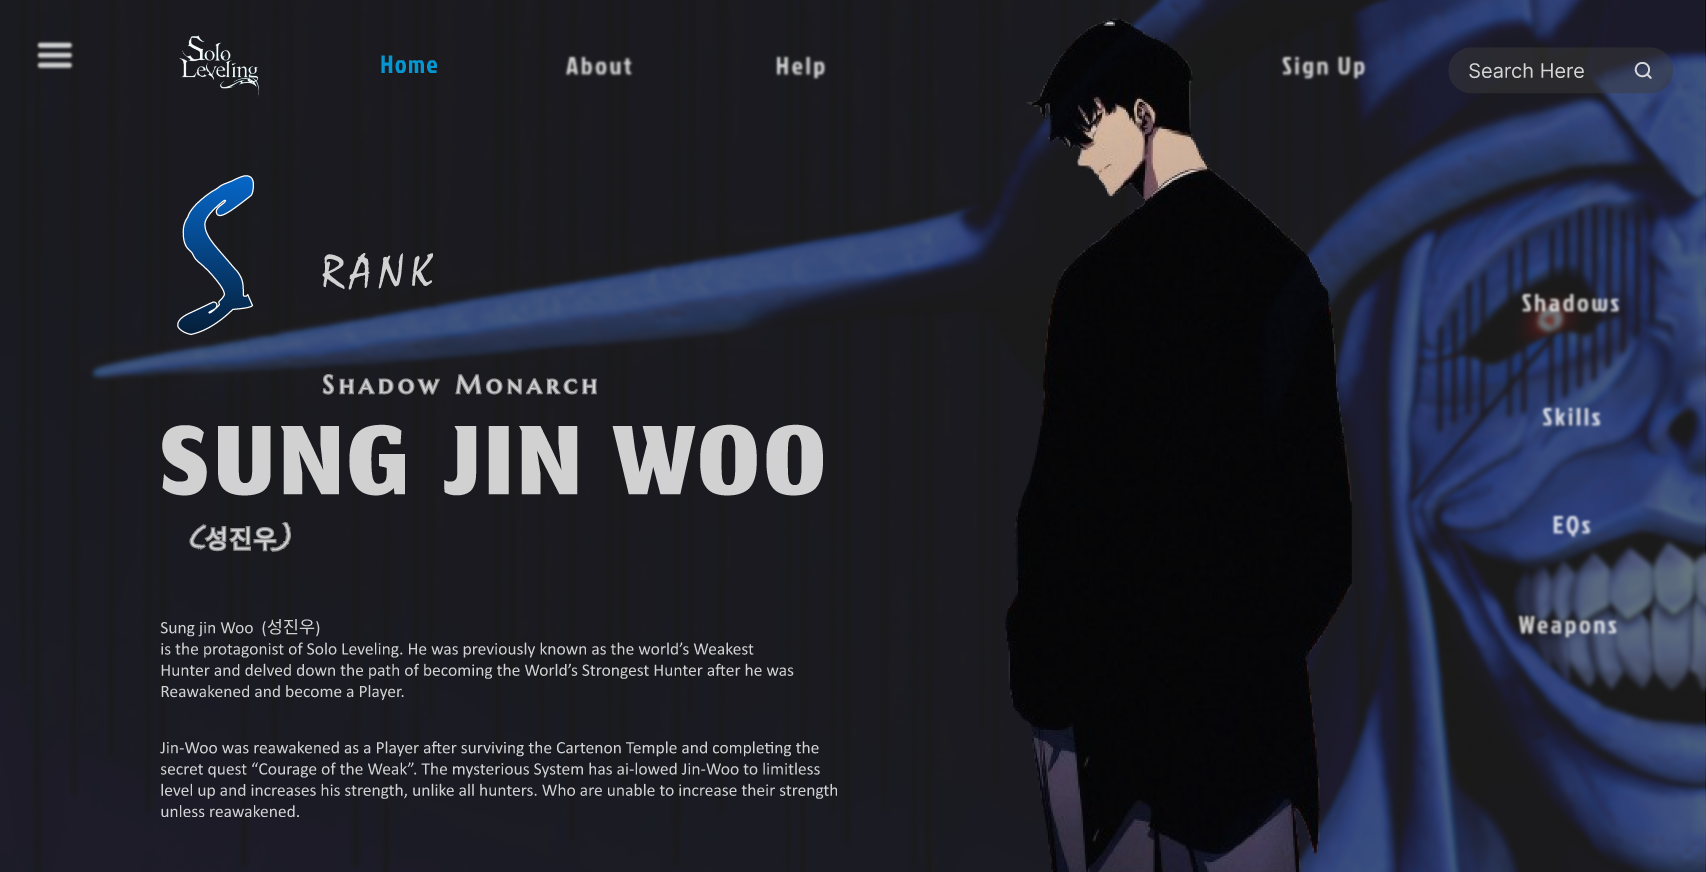 Solo
Leveling
Home
About
Help
Sign Up
Search Here
S
RANK
Shadow Monarch
SUNG JIN WOO
(성진우)
Sung jin Woo (성진우)
is the protagonist of Solo Leveling. He was previously known as the world’s Weakest
Hunter and delved down the path of becoming the World’s Strongest Hunter after he was
Reawakened and become a Player.
Jin-Woo was reawakened as a Player after surviving the Cartenon Temple and completing the
secret quest “Courage of the Weak”. The mysterious System has ai-lowed Jin-Woo to limitless
level up and increases his strength, unlike all hunters. Who are unable to increase their strength
unless reawakened.
Shadows
Skills
EQs
Weapons